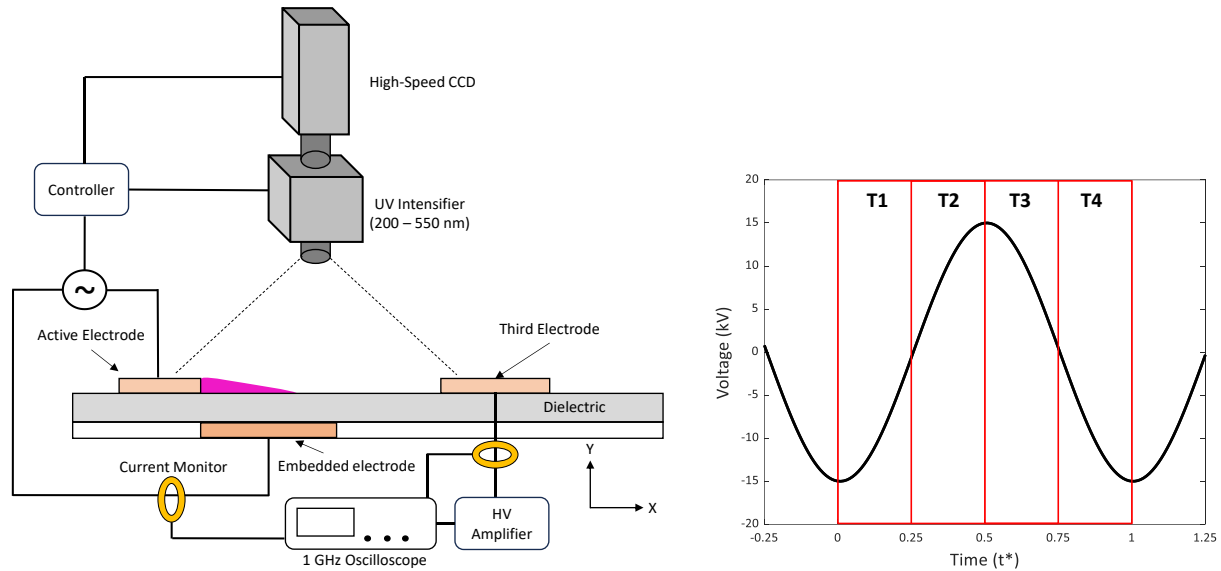 High-Speed CCD
Controller
UV Intensifier
(200 – 550 nm)
~
Active Electrode
Third Electrode
Dielectric
Current Monitor
Embedded electrode
Y
X
HV
Amplifier
1 GHz Oscilloscope
20
15
10
5
0
-5
-10
-15
-20
Voltage (kV)
T1 T2 T3 T4
-0.25 0 0.25 0.5 0.75 1 1.25
Time (t*)